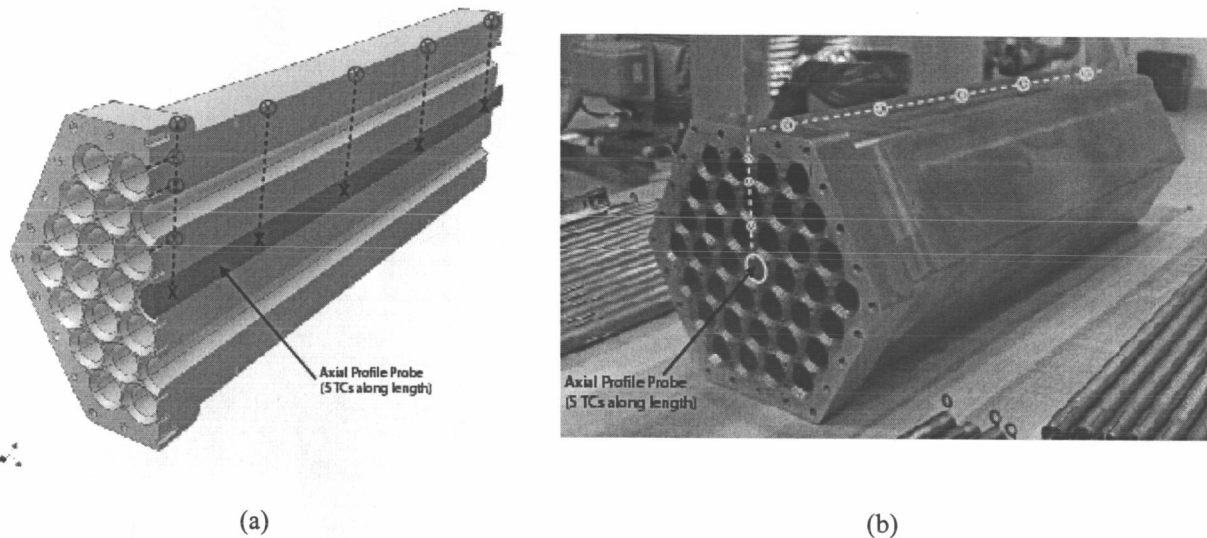 Axial Profile Probe
(5 TCs along length)
Axial Profile Probe
(5 TCs along length)
(a)
(b)